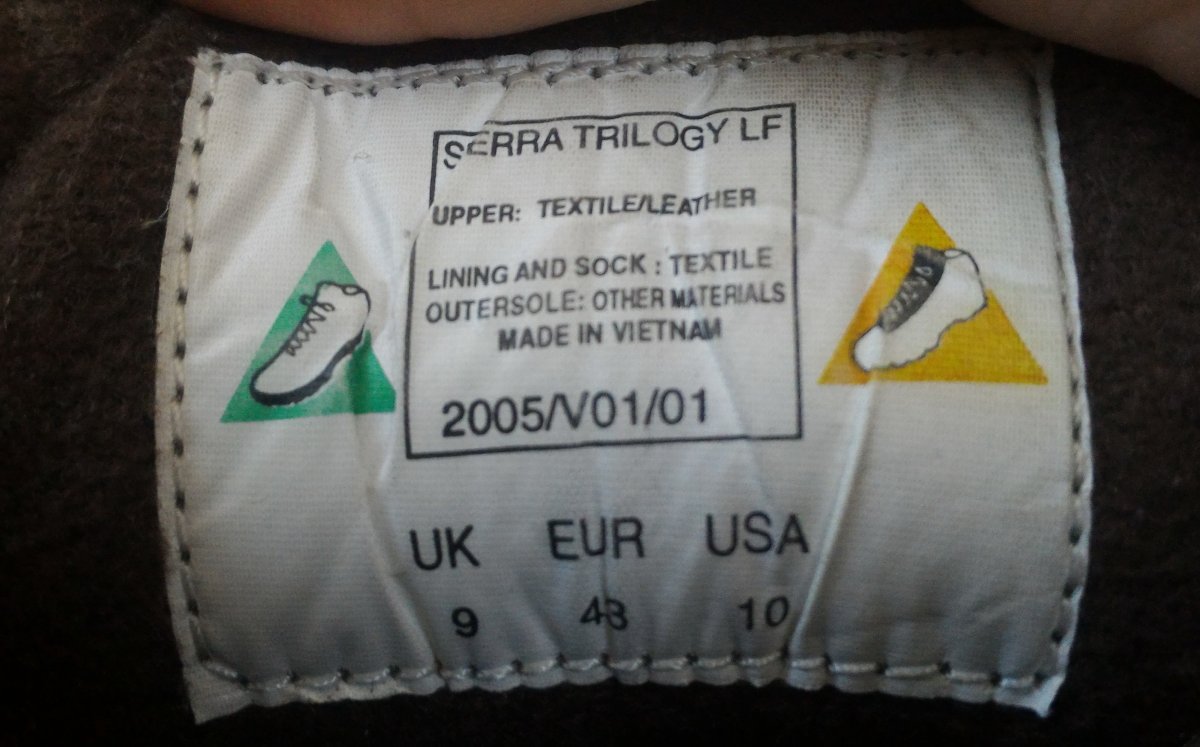 SIERRA TRILOGY LF
UPPER: TEXTILE/LEATHER
LINING AND SOCK : TEXTILE
OUTERSOLE: OTHER MATERIALS
MADE IN VIETNAM
2005/V01/01
UK EUR USA
9 43 10